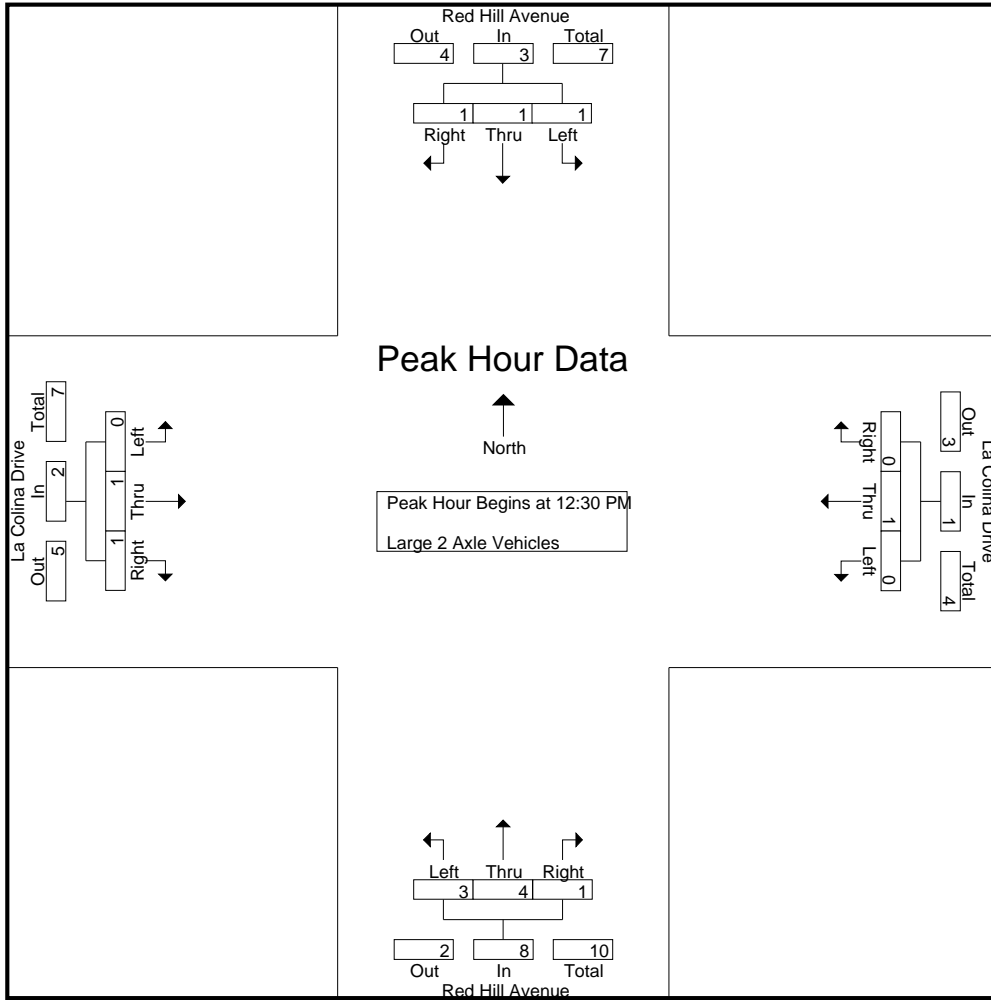 Red Hill Avenue
Out In Total
4 3 7
1 1 1
Right Thru Left
Peak Hour Data
North
Peak Hour Begins at 12:30 PM
Large 2 Axle Vehicles
La Colina Drive
Total In Out
7 2 5
0 1 1
Left Thru Right
Right Thru Left
0 1 0
Out In Total
3 1 4
La Colina Drive
Left Thru Right
3 4 1
2 8 10
Out In Total
Red Hill Avenue